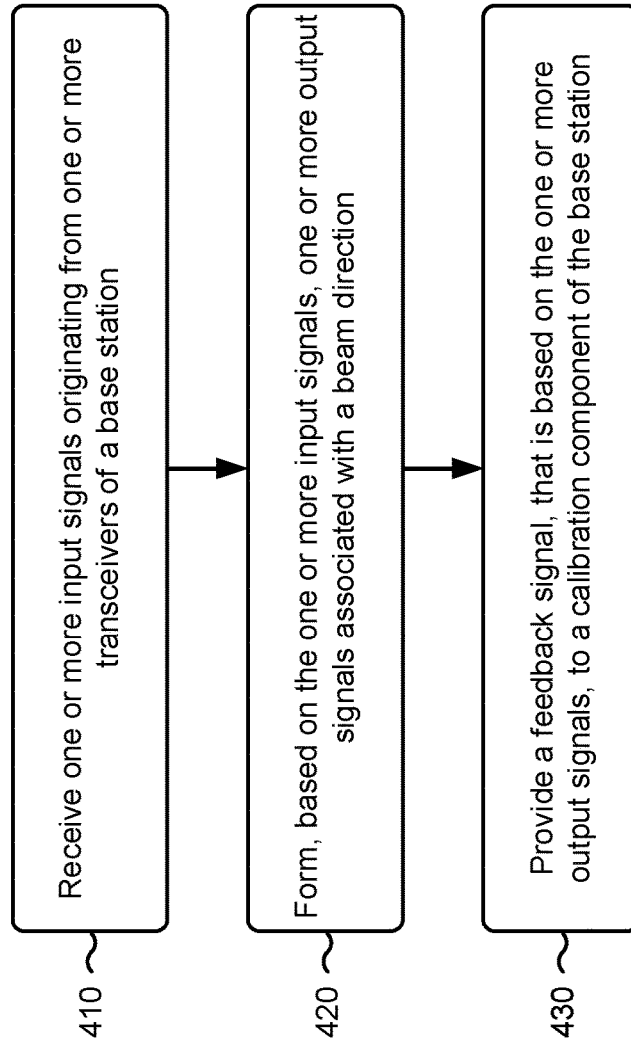 410
Receive one or more input signals originating from one or more
transceivers of a base station
420
Form, based on the one or more input signals, one or more output
signals associated with a beam direction
430
Provide a feedback signal, that is based on the one or more
output signals, to a calibration component of the base station